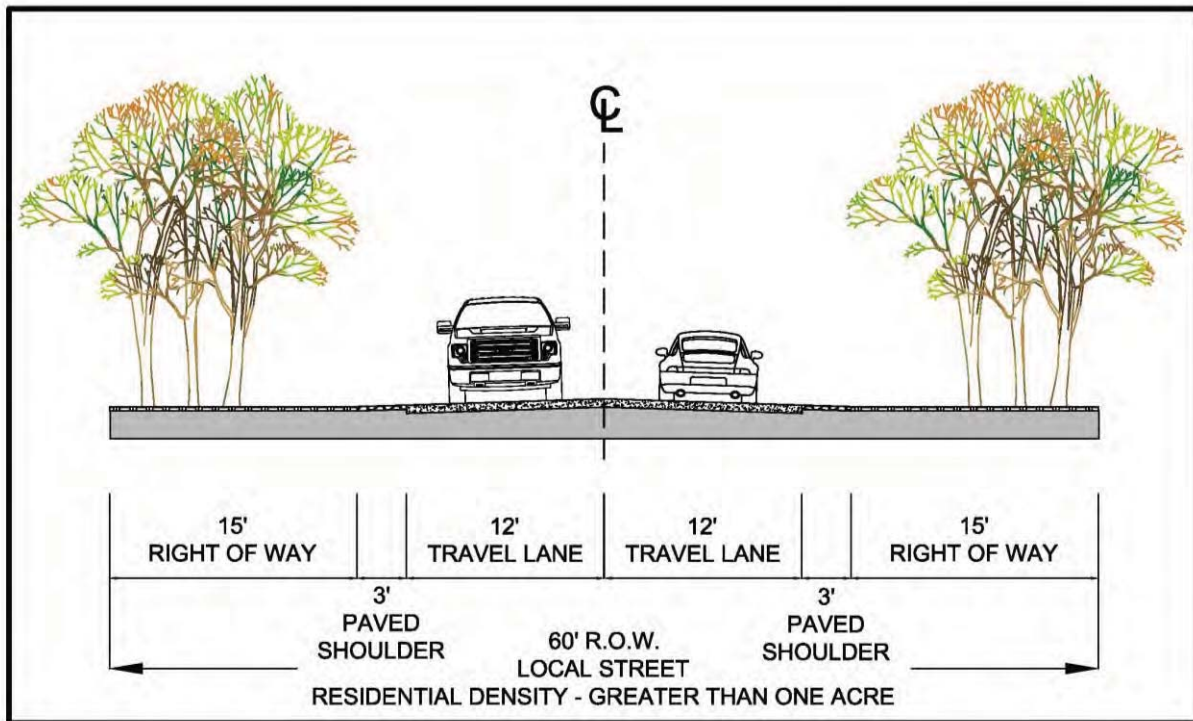 ℄
15'
RIGHT OF WAY
12'
TRAVEL LANE
12'
TRAVEL LANE
15'
RIGHT OF WAY
3'
PAVED
SHOULDER
3'
PAVED
SHOULDER
60' R.O.W.
LOCAL STREET
RESIDENTIAL DENSITY - GREATER THAN ONE ACRE